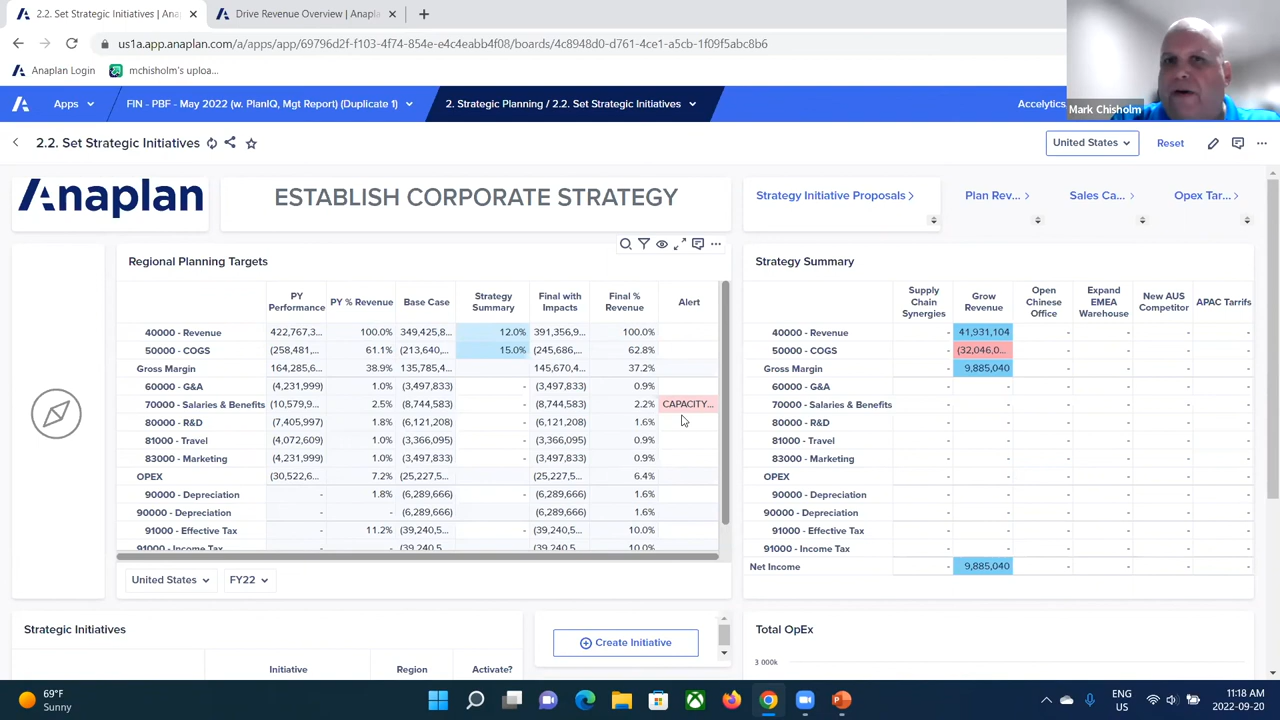 2.2. Set Strategic Initiatives | An
Drive Revenue Overview | Anapla
us1a.app.anaplan.com/a/apps/app/69796d2f-f103-4f74-854e-e4c4eabb4f08/boards/4c8948d0-d761-4ce1-a5cb-1f09f5abc8b6
Anaplan Login mchisholm's uploa...
Mark Chisholm
Apps FIN - PBF - May 2022 (w. PlanIQ, Mgt Report) (Duplicate 1) 2. Strategic Planning / 2.2. Set Strategic Initiatives Accelytics
2.2. Set Strategic Initiatives United States Reset
Anaplan
ESTABLISH CORPORATE STRATEGY
Strategy Initiative Proposals Plan Rev... Sales Ca... Opex Tar...
Regional Planning Targets
PY Performance PY % Revenue Base Case Strategy Summary Final with Impacts Final % Revenue Alert
40000 - Revenue 422,767,3... 100.0% 349,425,8... 12.0% 391,356,9... 100.0%
50000 - COGS (258,481,... 61.1% (213,640,... 15.0% (245,686,... 62.8%
Gross Margin 164,285,6... 38.9% 135,785,4... 145,670,4... 37.2%
60000 - G&A (4,231,999) 1.0% (3,497,833) - (3,497,833) 0.9%
70000 - Salaries & Benefits (10,579,9... 2.5% (8,744,583) - (8,744,583) 2.2% CAPACITY...
80000 - R&D (7,405,997) 1.8% (6,121,208) - (6,121,208) 1.6%
81000 - Travel (4,072,609) 1.0% (3,366,095) - (3,366,095) 0.9%
83000 - Marketing (4,231,999) 1.0% (3,497,833) - (3,497,833) 0.9%
OPEX (30,522,6... 7.2% (25,227,5... (25,227,5... 6.4%
90000 - Depreciation - 1.8% (6,289,666) - (6,289,666) 1.6%
90000 - Depreciation - (6,289,666) (6,289,666) 1.6%
91000 - Effective Tax - 11.2% (39,240,5... - (39,240,5... 10.0%
91000 - Income Tax - - (39,240,5... (39,240,5... 10.0%
United States FY22
Strategy Summary
Supply Chain Synergies Grow Revenue Open Chinese Office Expand EMEA Warehouse New AUS Competitor APAC Tarrifs
40000 - Revenue - 41,931,104 - - - -
50000 - COGS - (32,046,0... - - - -
Gross Margin - 9,885,040 - - - -
60000 - G&A - - - - - -
70000 - Salaries & Benefits - - - - - -
80000 - R&D - - - - - -
81000 - Travel - - - - - -
83000 - Marketing - - - - - -
OPEX - - - - - -
90000 - Depreciation - - - - - -
90000 - Depreciation - - - - - -
91000 - Effective Tax - - - - - -
91000 - Income Tax - - - - - -
Net Income - 9,885,040 - - - -
Strategic Initiatives
Initiative Region Activate?
Create Initiative
Total OpEx
3 000k
69°F
Sunny
ENG
US
11:18 AM
2022-09-20